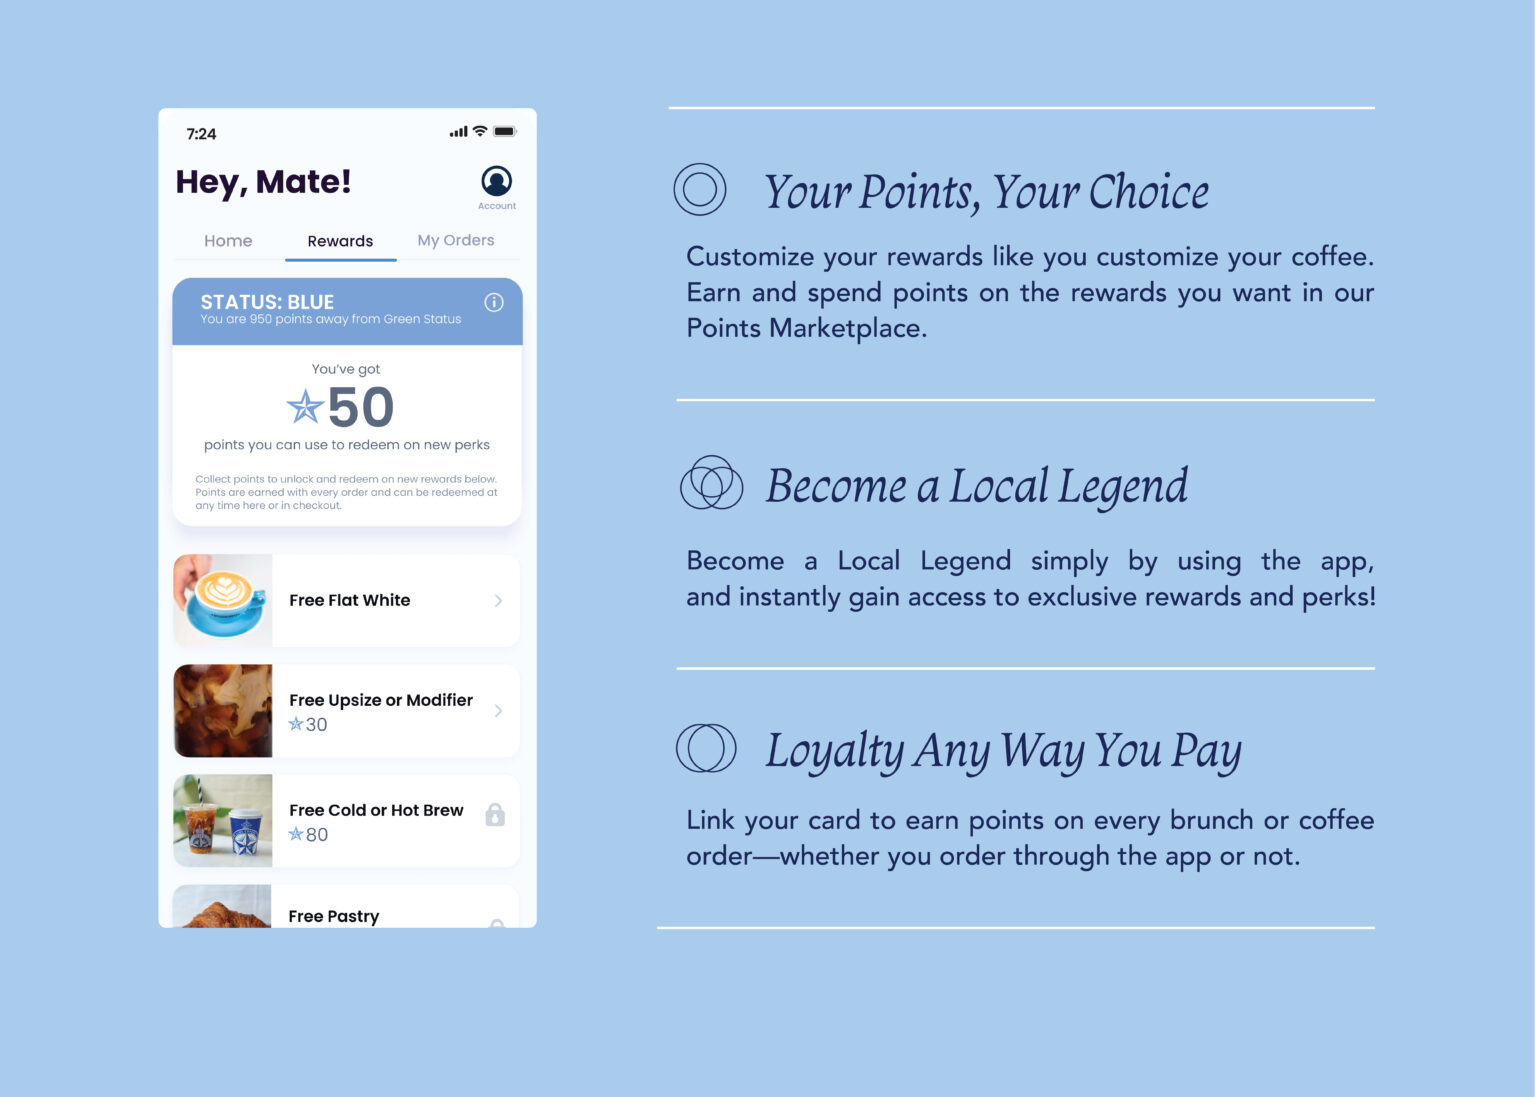 7:24
Hey, Mate!
Account
Home Rewards My Orders
STATUS: BLUE
You are 950 points away from Green Status
You've got
50
points you can use to redeem on new perks
Collect points to unlock and redeem on new rewards below.
Points are earned with every order and can be redeemed at
any time here or in checkout.
Free Flat White
Free Upsize or Modifier
30
Free Cold or Hot Brew
80
Free Pastry
Your Points, Your Choice
Customize your rewards like you customize your coffee.
Earn and spend points on the rewards you want in our
Points Marketplace.
Become a Local Legend
Become a Local Legend simply by using the app,
and instantly gain access to exclusive rewards and perks!
Loyalty Any Way You Pay
Link your card to earn points on every brunch or coffee
order—whether you order through the app or not.